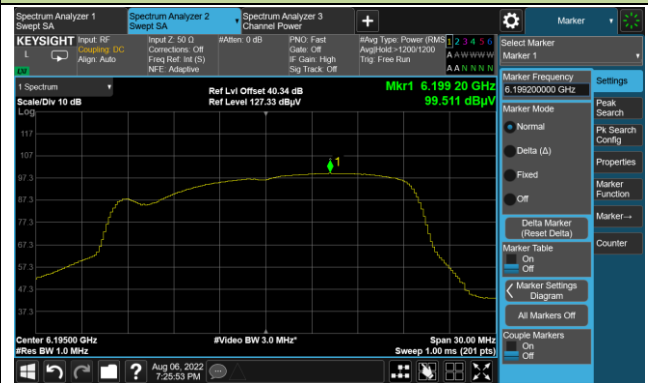 Spectrum Analyzer 1
Swept SA
Spectrum Analyzer 2
Swept SA
Spectrum Analyzer 3
Channel Power
+
Marker
KEYSIGHT
L
Input: RF
Coupling: DC
Align: Auto
Input Z: 50 Ω
Corrections: Off
Freq Ref: Int (S)
NFE: Adaptive
#Atten: 0 dB
PNO: Fast
Gate: Off
IF Gain: High
Sig Track: Off
#Avg Type: Power (RMS
Avg|Hold:>1200/1200
Trig: Free Run
1 2 3 4 5 6
A A W W W W
A A N N N N
Select Marker
Marker 1
1 Spectrum
Scale/Div 10 dB
Log
Ref Lvl Offset 40.34 dB
Ref Level 127.33 dBµV
Mkr1 6.199 20 GHz
99.511 dBµV
117
107
97.3
87.3
77.3
67.3
57.3
47.3
37.3
1
Center 6.19500 GHz
#Res BW 1.0 MHz
#Video BW 3.0 MHz*
Span 30.00 MHz
Sweep 1.00 ms (201 pts)
Marker Frequency
6.199200000 GHz
Marker Mode
Normal
Delta (Δ)
Fixed
Off
Delta Marker
(Reset Delta)
Marker Table
On
Off
Marker Settings
Diagram
All Markers Off
Couple Markers
On
Off
Settings
Peak
Search
Pk Search
Config
Properties
Marker
Function
Marker→
Counter
?
Aug 06, 2022
7:25:53 PM